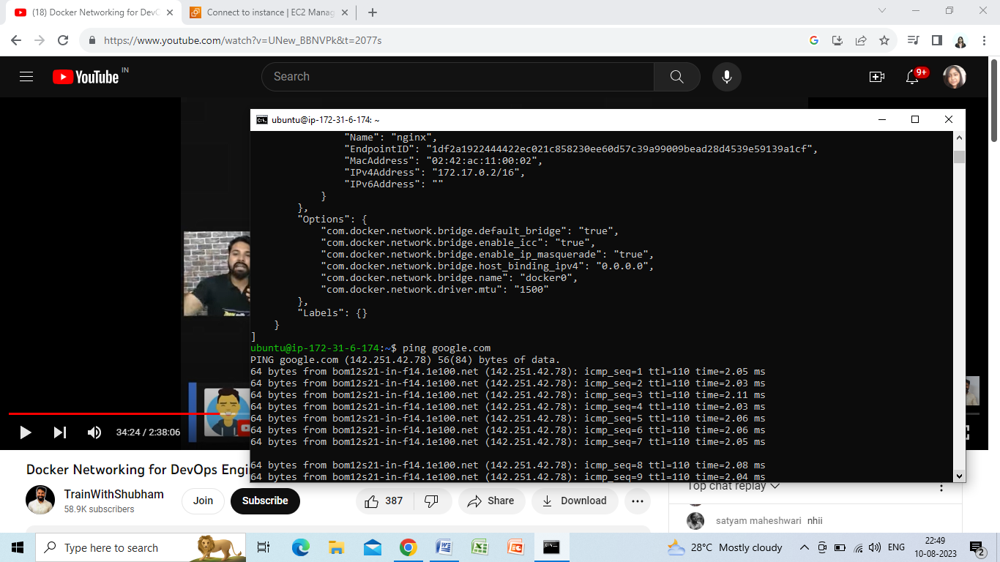 (18) Docker Networking for DevO
Connect to instance | EC2 Manag
https://www.youtube.com/watch?v=UNew_BBNVPk&t=2077s
YouTube IN
Search
9+
ubuntu@ip-172-31-6-174: ~
"Name": "nginx",
"EndpointID": "1df2a1922444422ec021c858230ee60d57c39a99009bead28d4539e59139a1cf",
"MacAddress": "02:42:ac:11:00:02",
"IPv4Address": "172.17.0.2/16",
"IPv6Address": ""
}
},
"Options": {
"com.docker.network.bridge.default_bridge": "true",
"com.docker.network.bridge.enable_icc": "true",
"com.docker.network.bridge.enable_ip_masquerade": "true",
"com.docker.network.bridge.host_binding_ipv4": "0.0.0.0",
"com.docker.network.bridge.name": "docker0",
"com.docker.network.driver.mtu": "1500"
},
"Labels": {}
}
]
ubuntu@ip-172-31-6-174:~$ ping google.com
PING google.com (142.251.42.78) 56(84) bytes of data.
64 bytes from bom12s21-in-f14.1e100.net (142.251.42.78): icmp_seq=1 ttl=110 time=2.05 ms
64 bytes from bom12s21-in-f14.1e100.net (142.251.42.78): icmp_seq=2 ttl=110 time=2.03 ms
64 bytes from bom12s21-in-f14.1e100.net (142.251.42.78): icmp_seq=3 ttl=110 time=2.11 ms
64 bytes from bom12s21-in-f14.1e100.net (142.251.42.78): icmp_seq=4 ttl=110 time=2.03 ms
64 bytes from bom12s21-in-f14.1e100.net (142.251.42.78): icmp_seq=5 ttl=110 time=2.06 ms
64 bytes from bom12s21-in-f14.1e100.net (142.251.42.78): icmp_seq=6 ttl=110 time=2.06 ms
64 bytes from bom12s21-in-f14.1e100.net (142.251.42.78): icmp_seq=7 ttl=110 time=2.05 ms
64 bytes from bom12s21-in-f14.1e100.net (142.251.42.78): icmp_seq=8 ttl=110 time=2.08 ms
64 bytes from bom12s21-in-f14.1e100.net (142.251.42.78): icmp_seq=9 ttl=110 time=2.04 ms
34:24 / 2:38:06
Docker Networking for DevOps Engi
TrainWithShubham
58.9K subscribers
Join
Subscribe
387
Share
Download
Top chat replay
satyam maheshwari nhii
Type here to search
28°C Mostly cloudy
ENG
22:49
10-08-2023
2